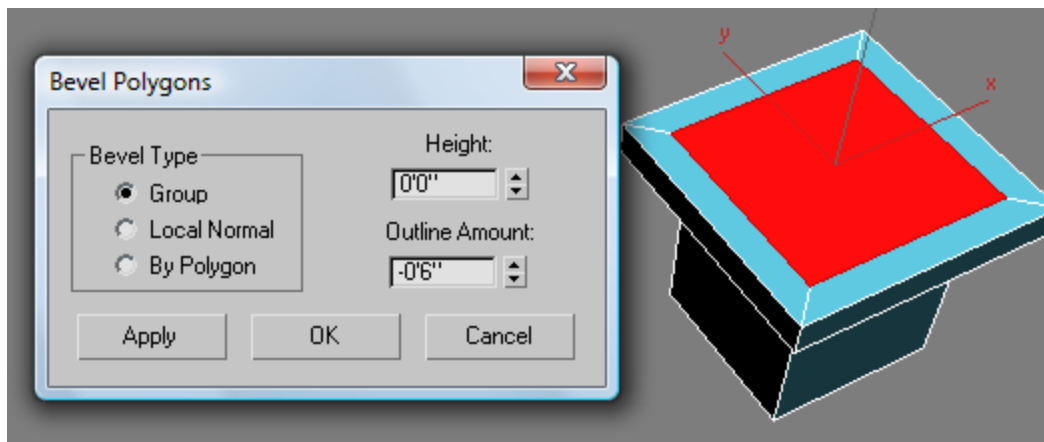 Bevel Polygons
Bevel Type
Group
Local Normal
By Polygon
Height:
0'0"
Outline Amount:
-0'6"
Apply
OK
Cancel
y
x